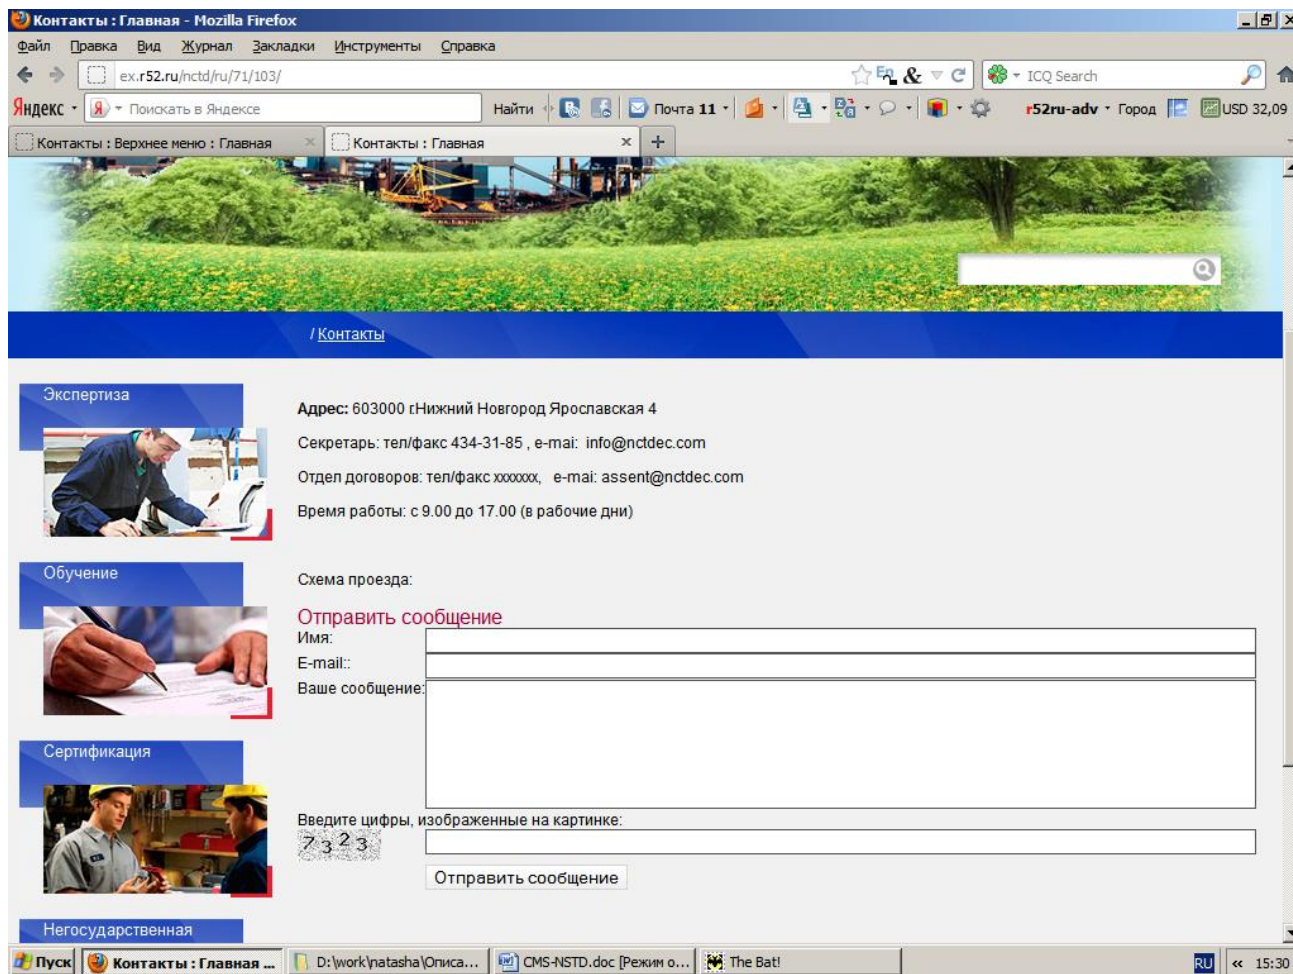 Контакты : Главная - Mozilla Firefox
Файл Правка Вид Журнал Закладки Инструменты Справка
ex.r52.ru/nctd/ru/71/103/ ICQ Search
Яндекс Поискать в Яндексе Найти Почта 11 r52ru-adv Город USD 32,09
Контакты : Верхнее меню : Главная Контакты : Главная
/ Контакты
Экспертиза
Адрес: 603000 г.Нижний Новгород Ярославская 4
Секретарь: тел/факс 434-31-85 , e-mai: info@nctdec.com
Отдел договоров: тел/факс xxxxxxx, e-mai: assent@nctdec.com
Время работы: с 9.00 до 17.00 (в рабочие дни)
Обучение
Схема проезда:
Отправить сообщение
Имя:
E-mail::
Ваше сообщение:
Сертификация
Введите цифры, изображенные на картинке:
7323
Отправить сообщение
Негосударственная
Пуск Контакты : Главная ... D:\work\natasha\Описа... CMS-NSTD.doc [Режим о... The Bat! RU « 15:30